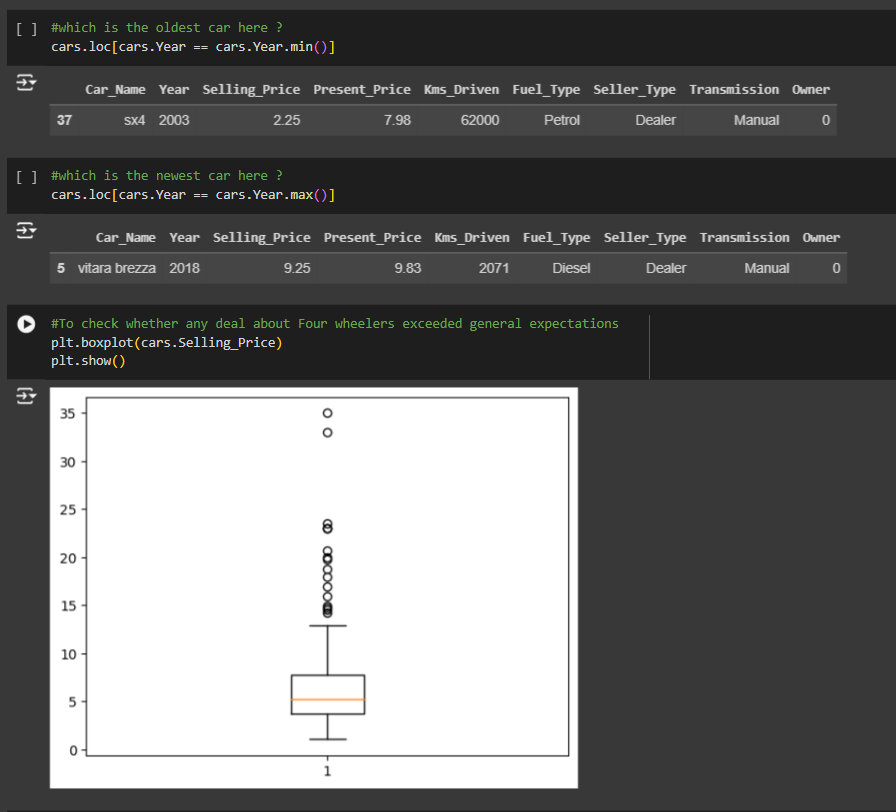 [ ] #which is the oldest car here ?
cars.loc[cars.Year == cars.Year.min()]
Car_Name Year Selling_Price Present_Price Kms_Driven Fuel_Type Seller_Type Transmission Owner
37 sx4 2003 2.25 7.98 62000 Petrol Dealer Manual 0
[ ] #which is the newest car here ?
cars.loc[cars.Year == cars.Year.max()]
Car_Name Year Selling_Price Present_Price Kms_Driven Fuel_Type Seller_Type Transmission Owner
5 vitara brezza 2018 9.25 9.83 2071 Diesel Dealer Manual 0
#To check whether any deal about Four wheelers exceeded general expectations
plt.boxplot(cars.Selling_Price)
plt.show()
35
30
25
20
15
10
5
0
1